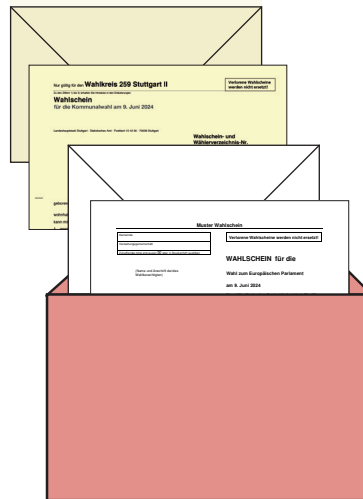 Nur gültig für den Wahlkreis 259 Stuttgart II
Verlorene Wahlscheine
werden nicht ersetzt!
Wahlschein
für die Kommunalwahl am 9. Juni 2024
Landeshauptstadt Stuttgart
Wahlschein- und
Wählerverzeichnis-Nr.
Muster Wahlschein
Verlorene Wahlscheine werden nicht ersetzt!
WAHLSCHEIN für die
(Name und Anschrift der/des
Wahlberechtigten)
Wahl zum Europäischen Parlament
am 9. Juni 2024